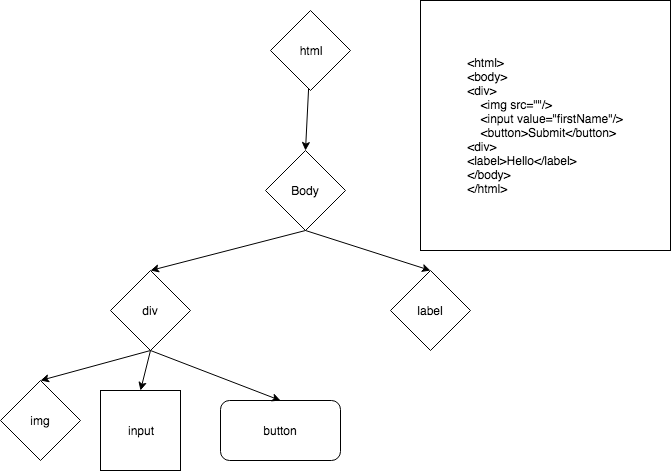 html
<html>
<body>
<div>
<img src=""/>
<input value="firstName"/>
<button>Submit</button>
<div>
<label>Hello</label>
</body>
</html>
Body
div
label
img
input
button